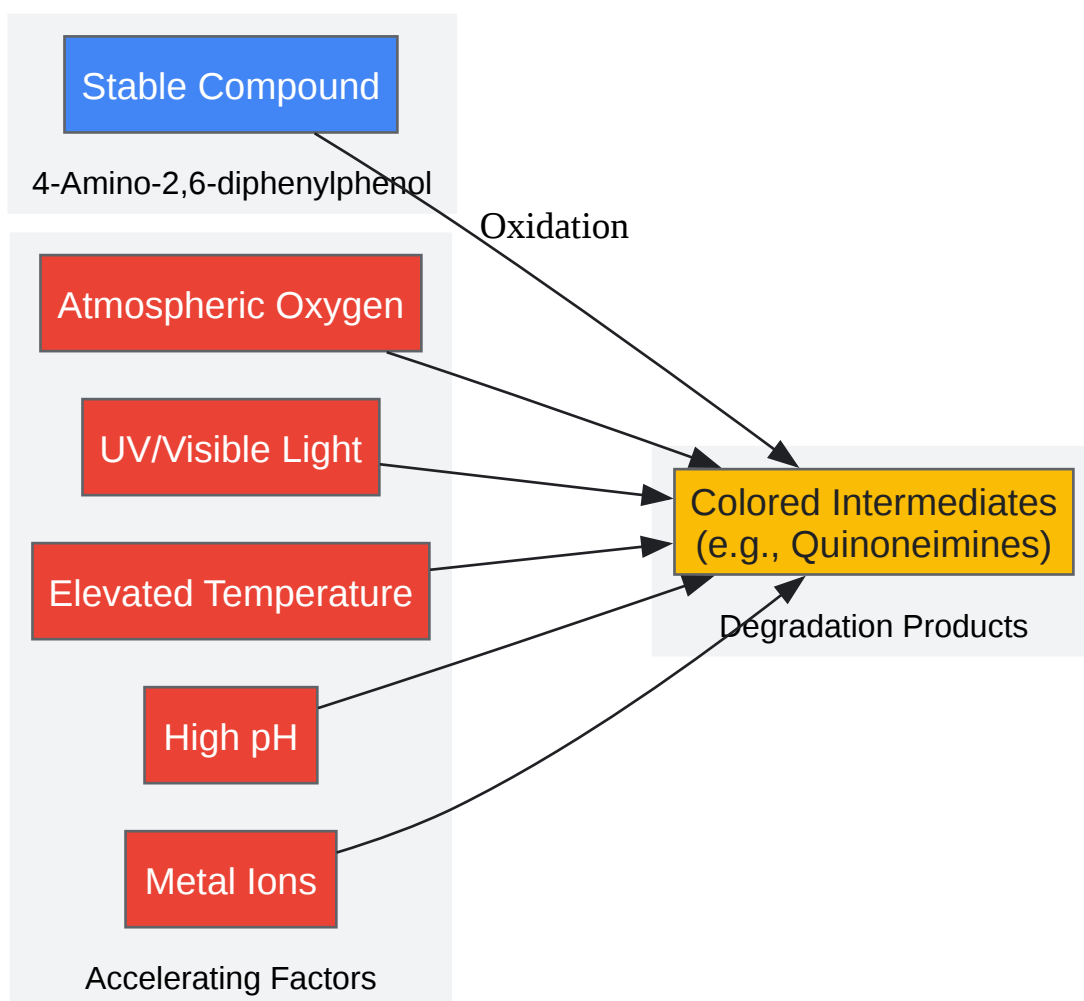 Stable Compound
4-Amino-2,6-diphenylphenol
Oxidation
Atmospheric Oxygen
UV/Visible Light
Elevated Temperature
High pH
Metal Ions
Accelerating Factors
Colored Intermediates
(e.g., Quinoneimines)
Degradation Products